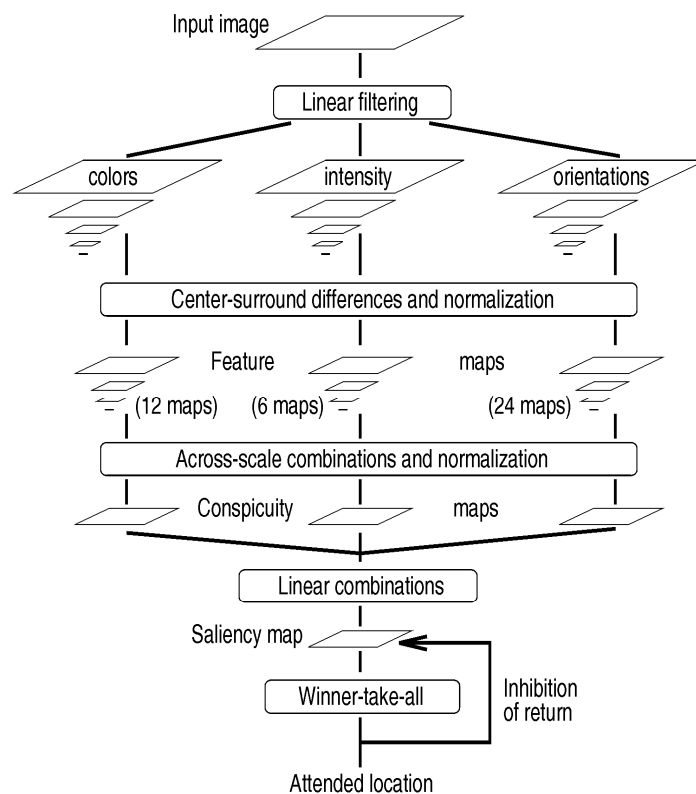 Input image
Linear filtering
colors intensity orientations
Center-surround differences and normalization
Feature maps
(12 maps) (6 maps) (24 maps)
Across-scale combinations and normalization
Conspicuity maps
Linear combinations
Saliency map
Winner-take-all
Inhibition
of return
Attended location